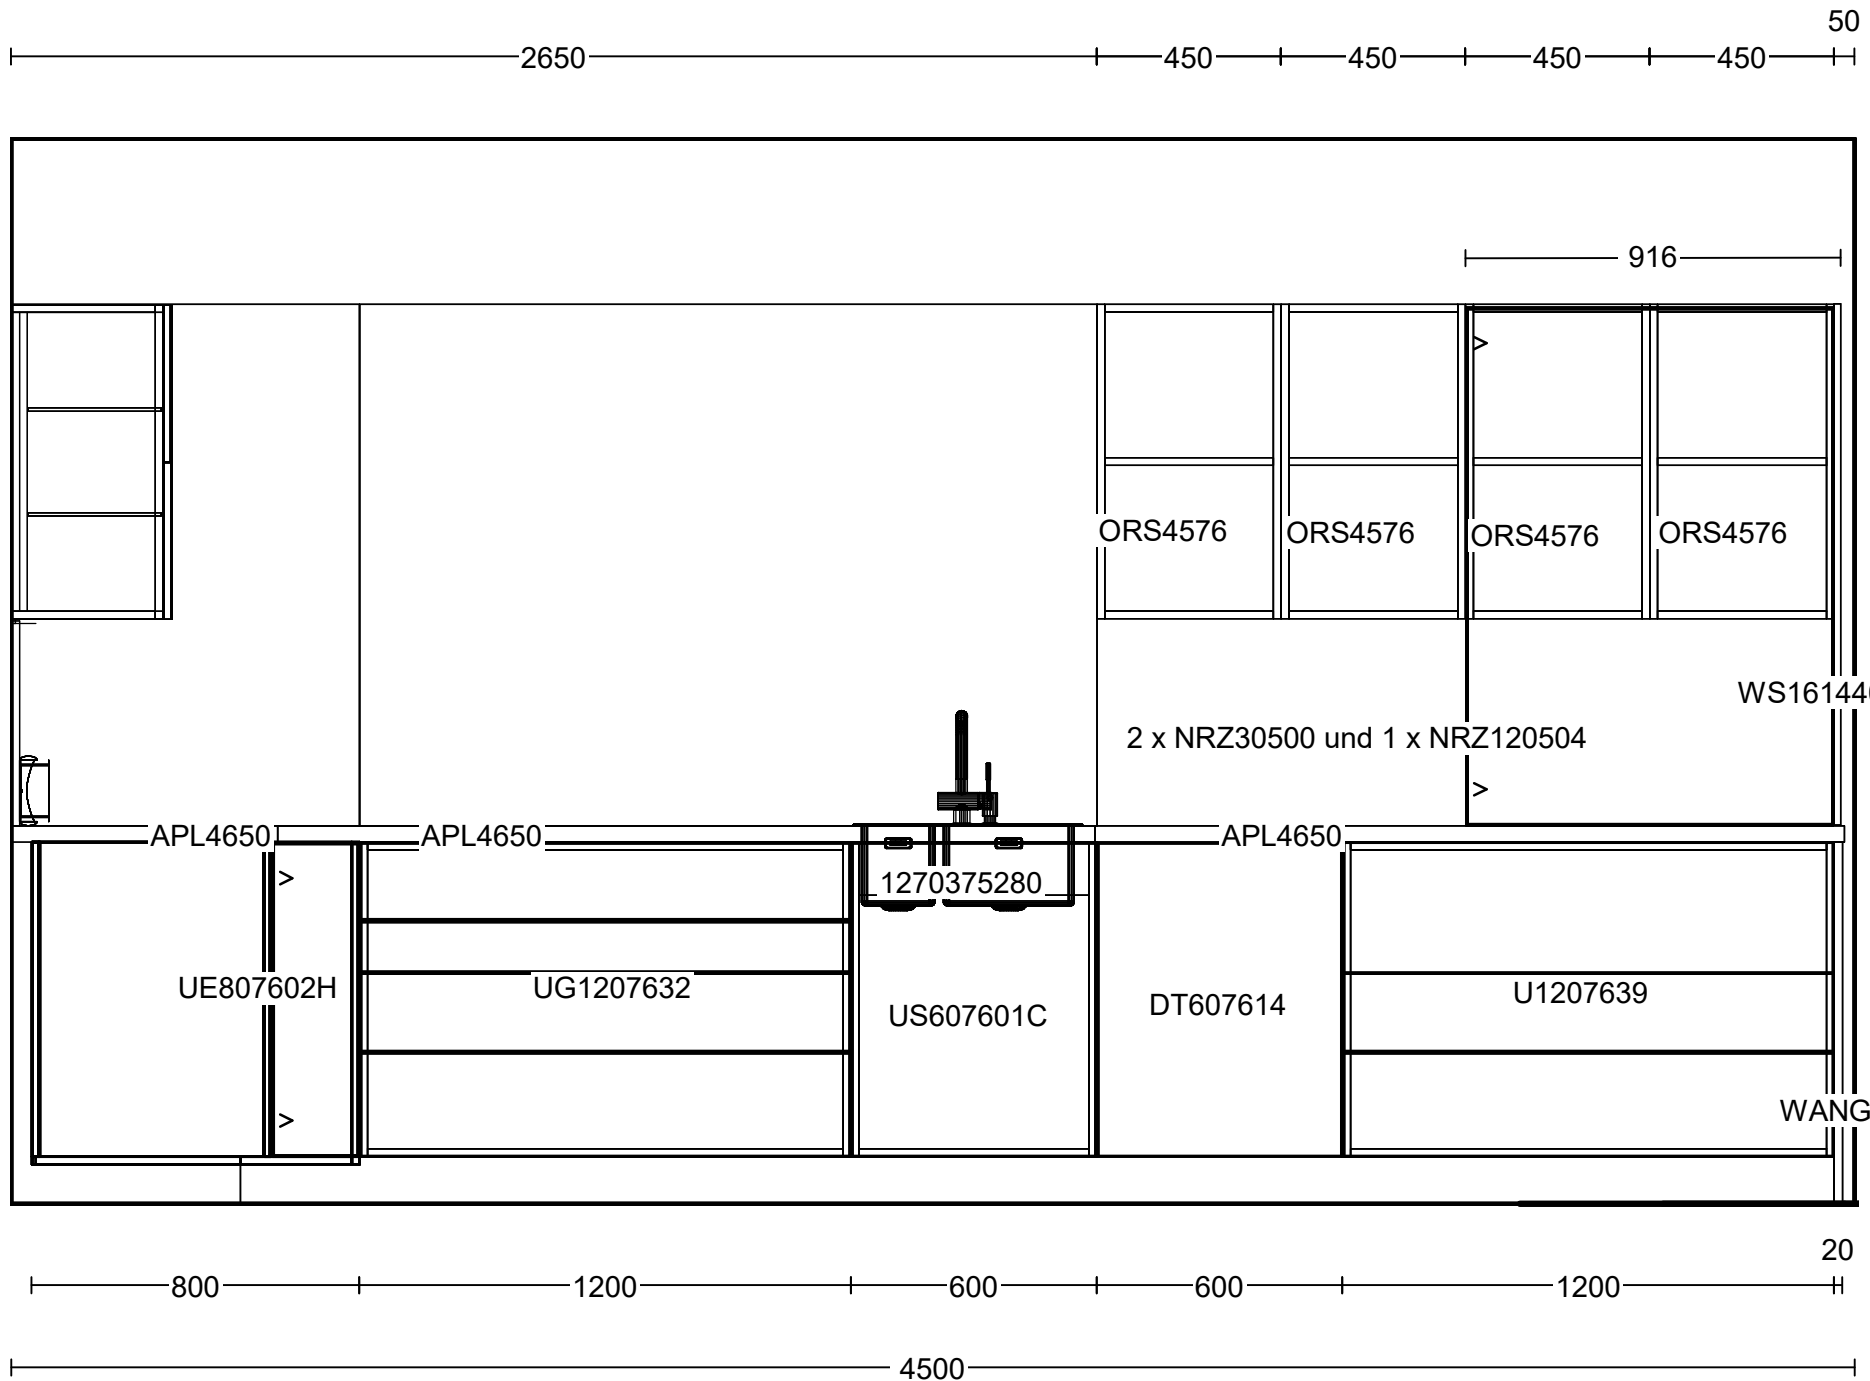 50
2650 450 450 450 450
916
ORS4576 ORS4576 ORS4576 ORS4576
WS16144
2 x NRZ30500 und 1 x NRZ120504
APL4650 APL4650 APL4650
1270375280
UE807602H UG1207632 US607601C DT607614 U1207639
WANG
20
800 1200 600 600 1200
4500